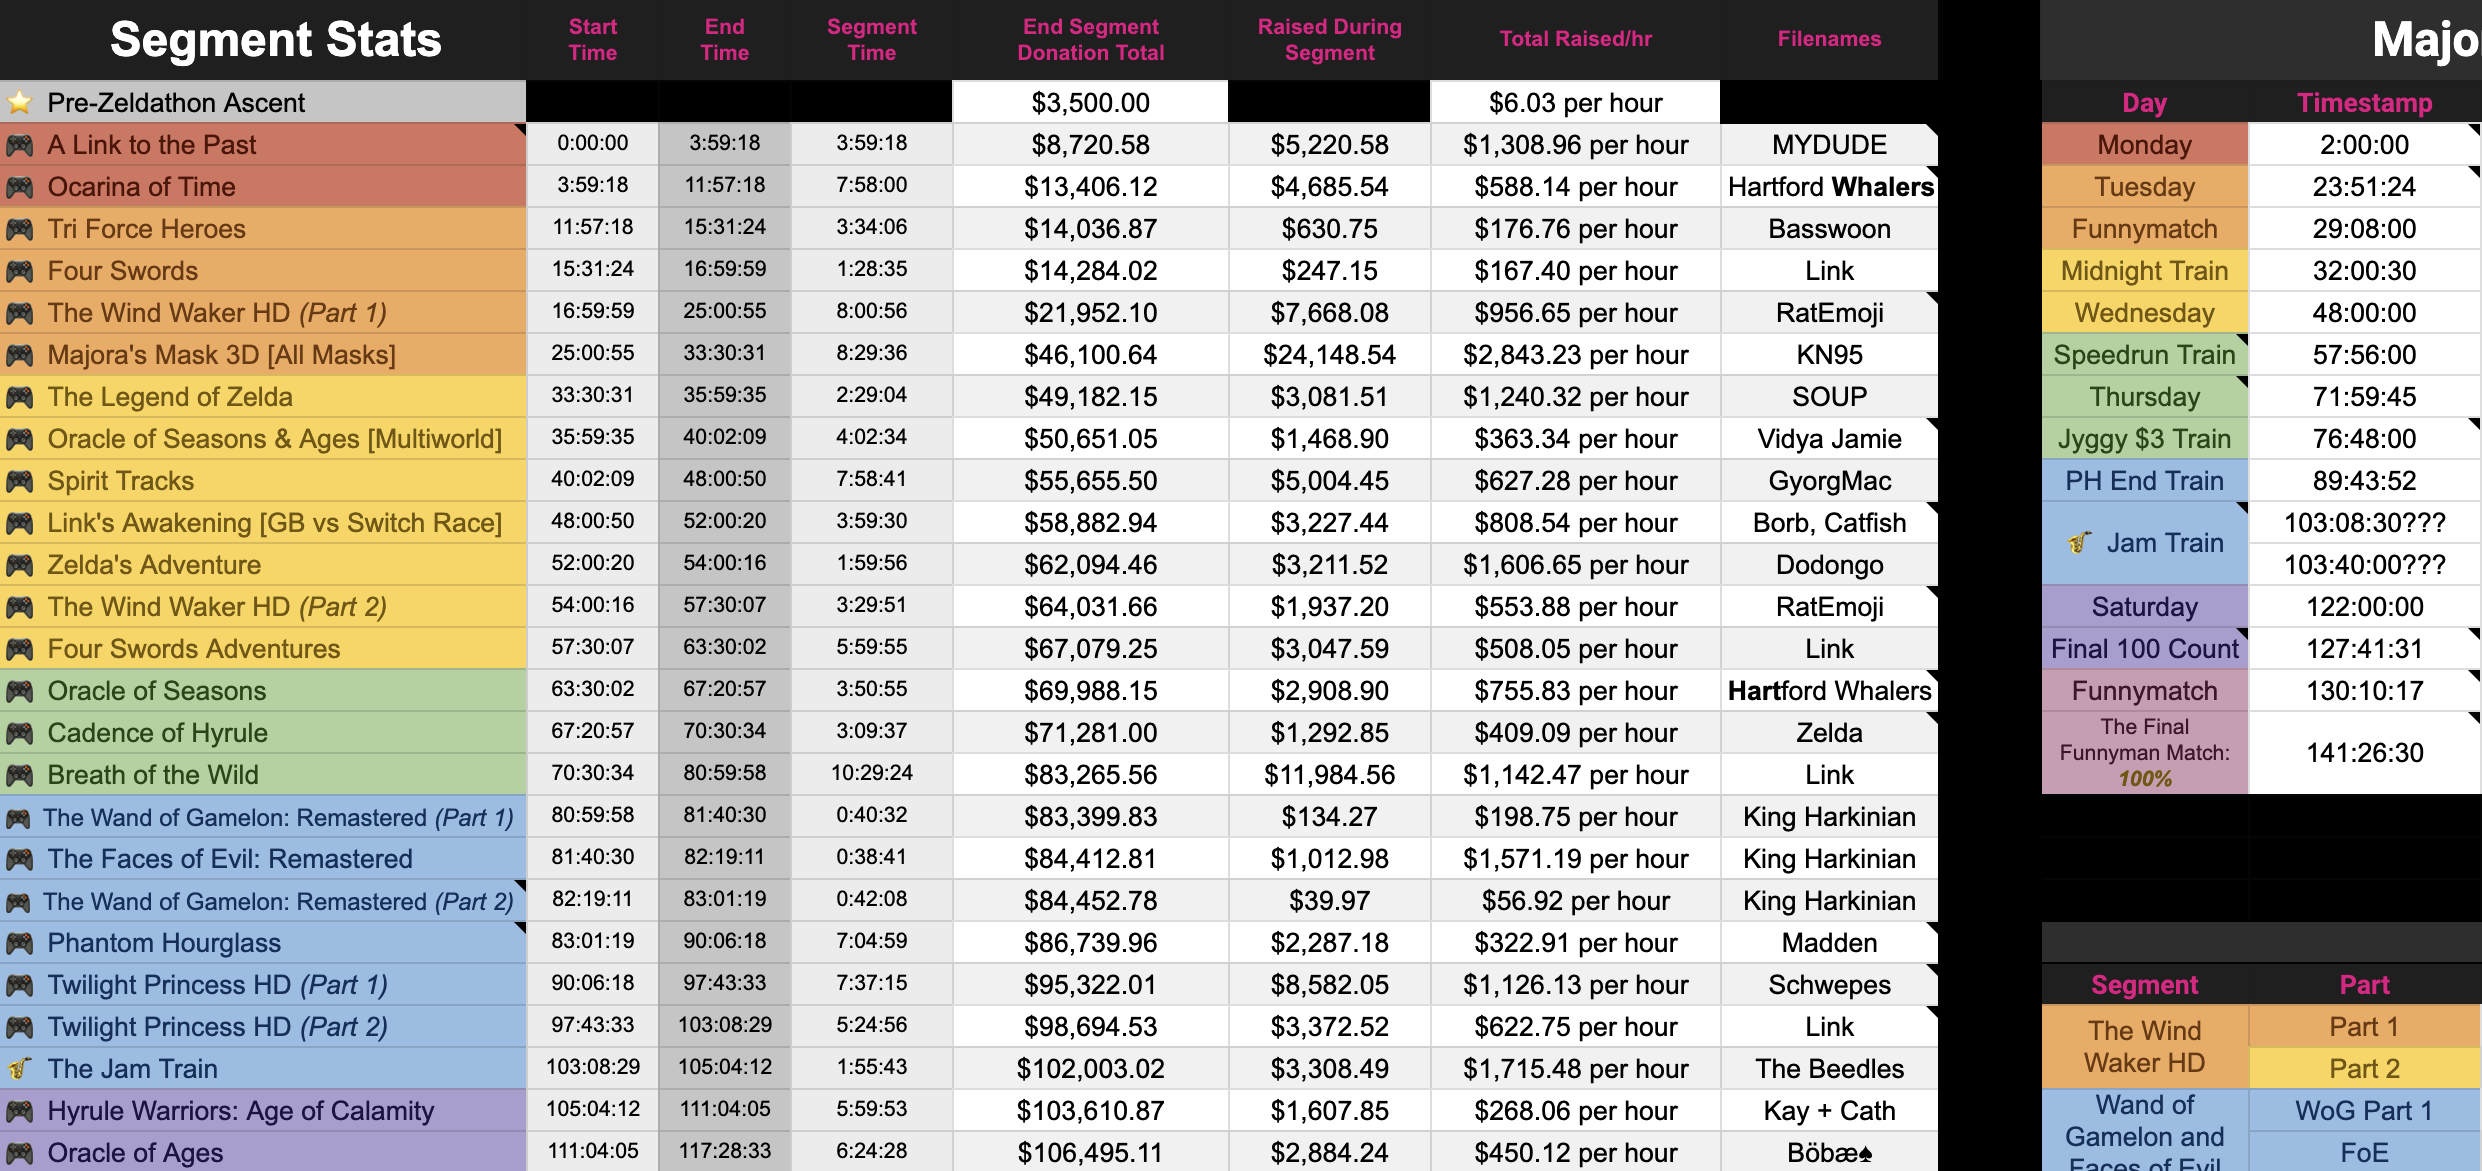 Segment Stats Start Time End Time Segment Time End Segment Donation Total Raised During Segment Total Raised/hr Filenames
Pre-Zeldathon Ascent $3,500.00 $6.03 per hour
A Link to the Past 0:00:00 3:59:18 3:59:18 $8,720.58 $5,220.58 $1,308.96 per hour MYDUDE
Ocarina of Time 3:59:18 11:57:18 7:58:00 $13,406.12 $4,685.54 $588.14 per hour Hartford Whalers
Tri Force Heroes 11:57:18 15:31:24 3:34:06 $14,036.87 $630.75 $176.76 per hour Basswoon
Four Swords 15:31:24 16:59:59 1:28:35 $14,284.02 $247.15 $167.40 per hour Link
The Wind Waker HD (Part 1) 16:59:59 25:00:55 8:00:56 $21,952.10 $7,668.08 $956.65 per hour RatEmoji
Majora's Mask 3D [All Masks] 25:00:55 33:30:31 8:29:36 $46,100.64 $24,148.54 $2,843.23 per hour KN95
The Legend of Zelda 33:30:31 35:59:35 2:29:04 $49,182.15 $3,081.51 $1,240.32 per hour SOUP
Oracle of Seasons & Ages [Multiworld] 35:59:35 40:02:09 4:02:34 $50,651.05 $1,468.90 $363.34 per hour Vidya Jamie
Spirit Tracks 40:02:09 48:00:50 7:58:41 $55,655.50 $5,004.45 $627.28 per hour GyorgMac
Link's Awakening [GB vs Switch Race] 48:00:50 52:00:20 3:59:30 $58,882.94 $3,227.44 $808.54 per hour Borb, Catfish
Zelda's Adventure 52:00:20 54:00:16 1:59:56 $62,094.46 $3,211.52 $1,606.65 per hour Dodongo
The Wind Waker HD (Part 2) 54:00:16 57:30:07 3:29:51 $64,031.66 $1,937.20 $553.88 per hour RatEmoji
Four Swords Adventures 57:30:07 63:30:02 5:59:55 $67,079.25 $3,047.59 $508.05 per hour Link
Oracle of Seasons 63:30:02 67:20:57 3:50:55 $69,988.15 $2,908.90 $755.83 per hour Hartford Whalers
Cadence of Hyrule 67:20:57 70:30:34 3:09:37 $71,281.00 $1,292.85 $409.09 per hour Zelda
Breath of the Wild 70:30:34 80:59:58 10:29:24 $83,265.56 $11,984.56 $1,142.47 per hour Link
The Wand of Gamelon: Remastered (Part 1) 80:59:58 81:40:30 0:40:32 $83,399.83 $134.27 $198.75 per hour King Harkinian
The Faces of Evil: Remastered 81:40:30 82:19:11 0:38:41 $84,412.81 $1,012.98 $1,571.19 per hour King Harkinian
The Wand of Gamelon: Remastered (Part 2) 82:19:11 83:01:19 0:42:08 $84,452.78 $39.97 $56.92 per hour King Harkinian
Phantom Hourglass 83:01:19 90:06:18 7:04:59 $86,739.96 $2,287.18 $322.91 per hour Madden
Twilight Princess HD (Part 1) 90:06:18 97:43:33 7:37:15 $95,322.01 $8,582.05 $1,126.13 per hour Schwepes
Twilight Princess HD (Part 2) 97:43:33 103:08:29 5:24:56 $98,694.53 $3,372.52 $622.75 per hour Link
The Jam Train 103:08:29 105:04:12 1:55:43 $102,003.02 $3,308.49 $1,715.48 per hour The Beedles
Hyrule Warriors: Age of Calamity 105:04:12 111:04:05 5:59:53 $103,610.87 $1,607.85 $268.06 per hour Kay + Cath
Oracle of Ages 111:04:05 117:28:33 6:24:28 $106,495.11 $2,884.24 $450.12 per hour Böbæ♠
Majo
Day Timestamp
Monday 2:00:00
Tuesday 23:51:24
Funnymatch 29:08:00
Midnight Train 32:00:30
Wednesday 48:00:00
Speedrun Train 57:56:00
Thursday 71:59:45
Jyggy $3 Train 76:48:00
PH End Train 89:43:52
Jam Train 103:08:30???
103:40:00???
Saturday 122:00:00
Final 100 Count 127:41:31
Funnymatch 130:10:17
The Final
Funnyman Match: 141:26:30
100%
Segment Part
The Wind Part 1
Waker HD Part 2
Wand of WoG Part 1
Gamelon and
Faces of Evil FoE